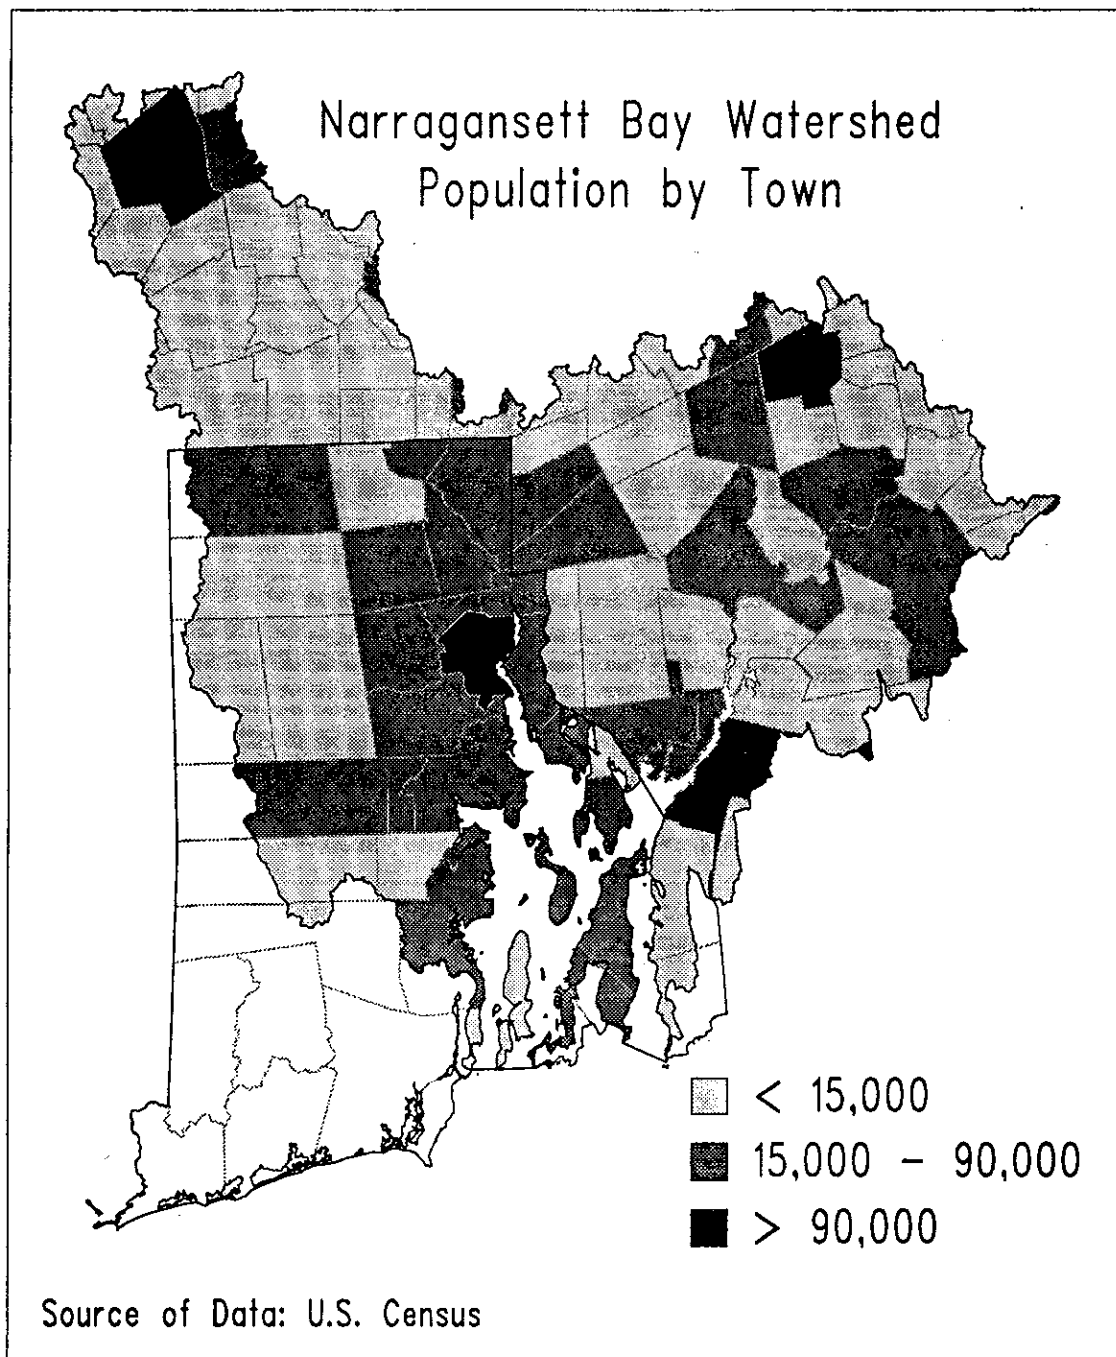 Narragansett Bay Watershed
Population by Town
< 15,000
15,000 - 90,000
> 90,000
Source of Data: U.S. Census